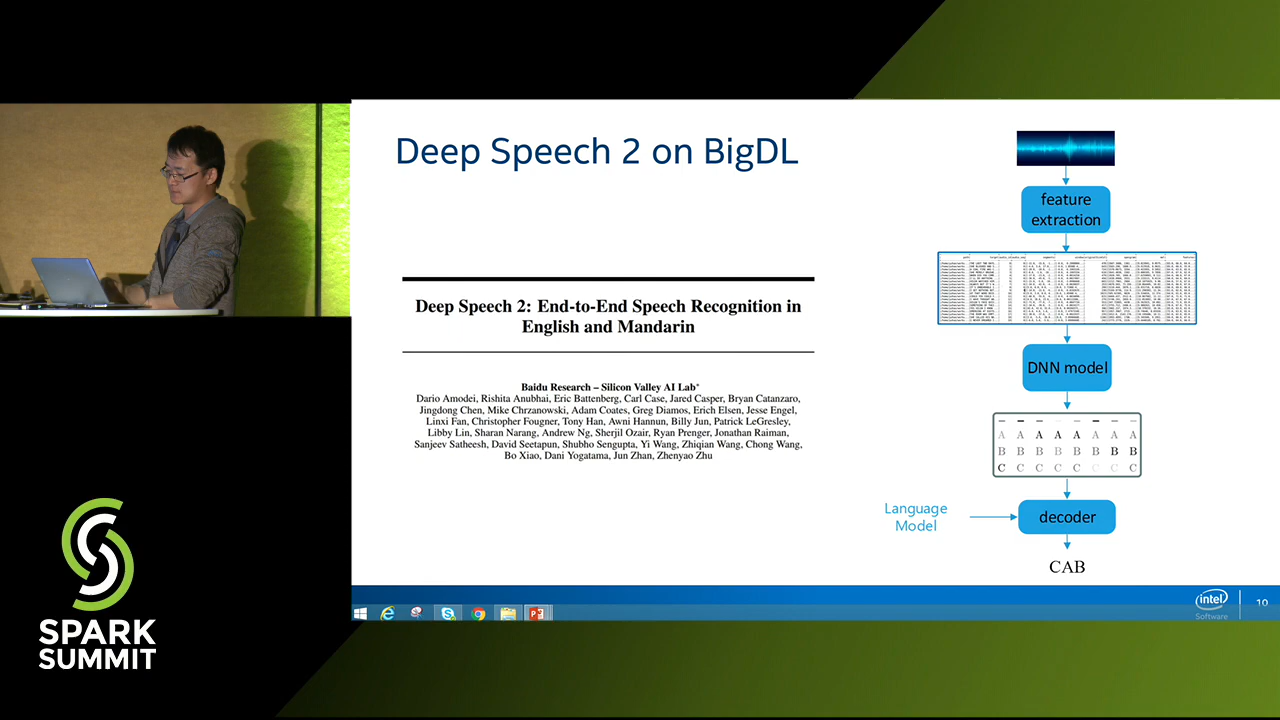 Deep Speech 2 on BigDL
Deep Speech 2: End-to-End Speech Recognition in
English and Mandarin
Baidu Research – Silicon Valley AI Lab*
Dario Amodei, Rishita Anubhai, Eric Battenberg, Carl Case, Jared Casper, Bryan Catanzaro,
Jingdong Chen, Mike Chrzanowski, Adam Coates, Greg Diamos, Erich Elsen, Jesse Engel,
Linxi Fan, Christopher Fougner, Tony Han, Awni Hannun, Billy Jun, Patrick LeGresley,
Libby Lin, Sharan Narang, Andrew Ng, Sherjil Ozair, Ryan Prenger, Jonathan Raiman,
Sanjeev Satheesh, David Seetapun, Shubho Sengupta, Yi Wang, Zhiqian Wang, Chong Wang,
Bo Xiao, Dani Yogatama, Jun Zhan, Zhenyao Zhu
feature
extraction
DNN model
– – – – – – – –
A A A A A A A A
B B B B B B B B
C C C C C C C C
Language
Model
decoder
CAB
intel
Software
10
SPARK
SUMMIT